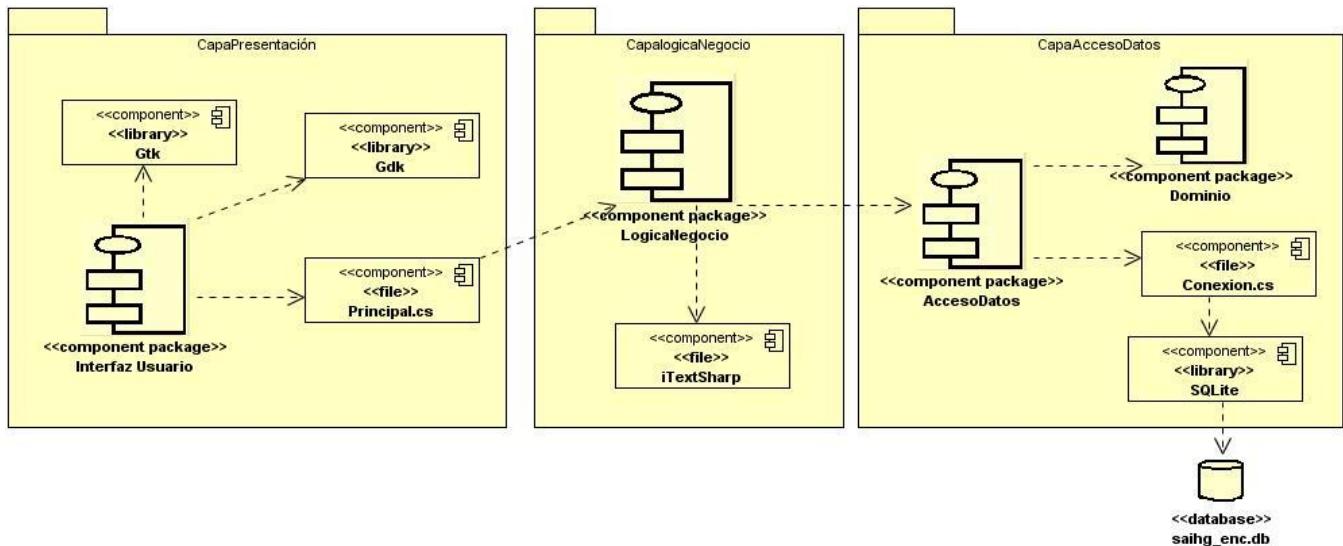 CapaPresentación
<<component>>
<<library>>
Gtk
<<component>>
<<library>>
Gdk
<<component package>>
Interfaz Usuario
<<component>>
<<file>>
Principal.cs
CapalogicaNegocio
<<component package>>
LogicaNegocio
<<component>>
<<file>>
iTextSharp
CapaAccesoDatos
<<component package>>
Dominio
<<component package>>
AccesoDatos
<<component>>
<<file>>
Conexion.cs
<<component>>
<<library>>
SQLite
<<database>>
saihg_enc.db